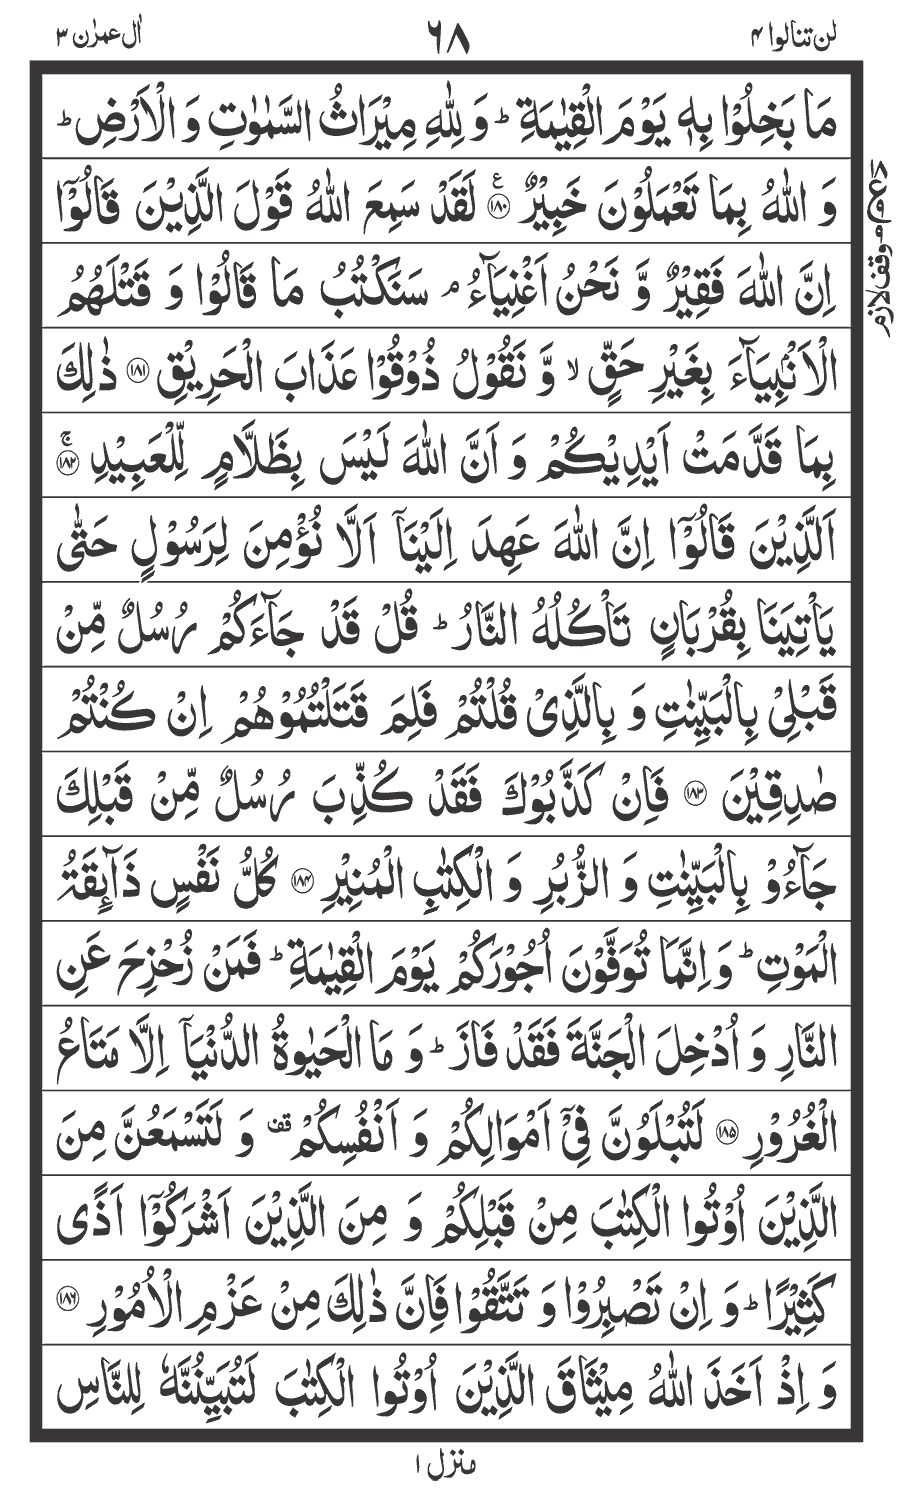 لن تنالوا ۴
٦٨
اٰل عمرٰن ۳
مَا بَخِلُوْا بِهٖ يَوْمَ الْقِيٰمَةِ ؕ وَ لِلّٰهِ مِيْرَاثُ السَّمٰوٰتِ وَ الْاَرْضِ ؕ
وَ اللّٰهُ بِمَا تَعْمَلُوْنَ خَبِيْرٌ ۧ‏﴿۱۸۰﴾ لَقَدْ سَمِعَ اللّٰهُ قَوْلَ الَّذِيْنَ قَالُوْۤا
اِنَّ اللّٰهَ فَقِيْرٌ وَّ نَحْنُ اَغْنِيَآءُ ۘ سَنَكْتُبُ مَا قَالُوْا وَ قَتْلَهُمُ
الْاَنْۢبِيَآءَ بِغَيْرِ حَقٍّ ۙ وَّ نَقُوْلُ ذُوْقُوْا عَذَابَ الْحَرِيْقِ ﴿۱۸۱﴾ ذٰلِكَ
بِمَا قَدَّمَتْ اَيْدِيْكُمْ وَ اَنَّ اللّٰهَ لَيْسَ بِظَلَّامٍ لِّلْعَبِيْدِ ۚ﴿۱۸۲﴾
اَلَّذِيْنَ قَالُوْۤا اِنَّ اللّٰهَ عَهِدَ اِلَيْنَاۤ اَلَّا نُؤْمِنَ لِرَسُوْلٍ حَتّٰى
يَاْتِيَنَا بِقُرْبَانٍ تَاْكُلُهُ النَّارُ ؕ قُلْ قَدْ جَآءَكُمْ رُسُلٌ مِّنْ
قَبْلِيْ بِالْبَيِّنٰتِ وَ بِالَّذِيْ قُلْتُمْ فَلِمَ قَتَلْتُمُوْهُمْ اِنْ كُنْتُمْ
صٰدِقِيْنَ ﴿۱۸۳﴾ فَاِنْ كَذَّبُوْكَ فَقَدْ كُذِّبَ رُسُلٌ مِّنْ قَبْلِكَ
جَآءُوْ بِالْبَيِّنٰتِ وَ الزُّبُرِ وَ الْكِتٰبِ الْمُنِيْرِ ﴿۱۸۴﴾ كُلُّ نَفْسٍ ذَآىِٕقَةُ
الْمَوْتِ ؕ وَ اِنَّمَا تُوَفَّوْنَ اُجُوْرَكُمْ يَوْمَ الْقِيٰمَةِ ؕ فَمَنْ زُحْزِحَ عَنِ
النَّارِ وَ اُدْخِلَ الْجَنَّةَ فَقَدْ فَازَ ؕ وَ مَا الْحَيٰوةُ الدُّنْيَاۤ اِلَّا مَتَاعُ
الْغُرُوْرِ ﴿۱۸۵﴾ لَتُبْلَوُنَّ فِيْۤ اَمْوَالِكُمْ وَ اَنْفُسِكُمْ قف وَ لَتَسْمَعُنَّ مِنَ
الَّذِيْنَ اُوْتُوا الْكِتٰبَ مِنْ قَبْلِكُمْ وَ مِنَ الَّذِيْنَ اَشْرَكُوْۤا اَذًى
كَثِيْرًا ؕ وَ اِنْ تَصْبِرُوْا وَ تَتَّقُوْا فَاِنَّ ذٰلِكَ مِنْ عَزْمِ الْاُمُوْرِ ﴿۱۸۶﴾
وَ اِذْ اَخَذَ اللّٰهُ مِيْثَاقَ الَّذِيْنَ اُوْتُوا الْكِتٰبَ لَتُبَيِّنُنَّهٗ لِلنَّاسِ
وقف لازم
منزل ۱